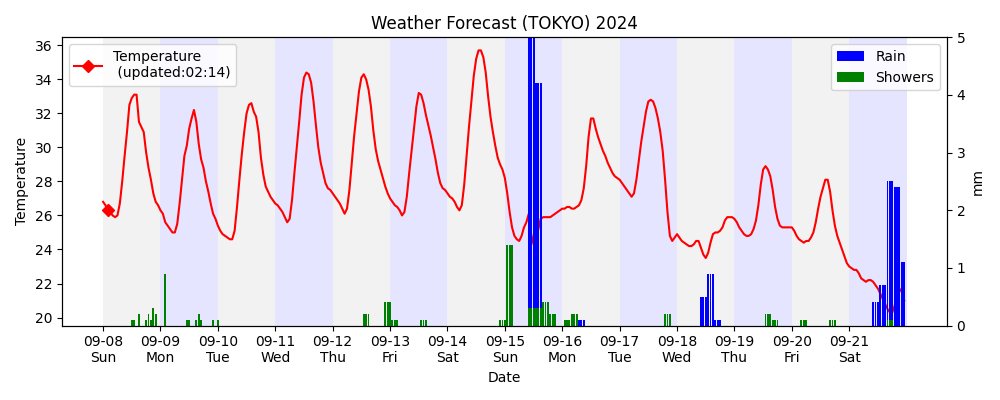 Weather Forecast (TOKYO) 2024
Temperature
(updated:02:14)
Rain
Showers
36
34
32
30
28
26
24
22
20
Temperature
5
4
3
2
1
0
mm
09-08 09-09 09-10 09-11 09-12 09-13 09-14 09-15 09-16 09-17 09-18 09-19 09-20 09-21
Sun Mon Tue Wed Thu Fri Sat Sun Mon Tue Wed Thu Fri Sat
Date